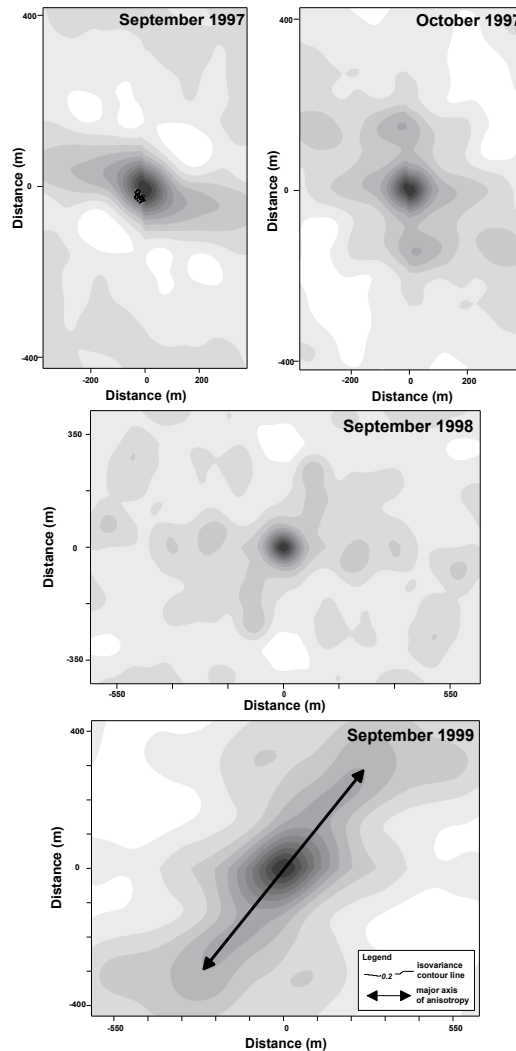 September 1997
Distance (m)
400
0
-400
-200
0
200
Distance (m)
October 1997
Distance (m)
400
0
-400
-200
0
200
Distance (m)
September 1998
Distance (m)
350
0
-350
-550
0
550
Distance (m)
September 1999
Distance (m)
400
0
-400
-550
0
550
Distance (m)
Legend
0.2
isovariance
contour line
major axis
of anisotropy